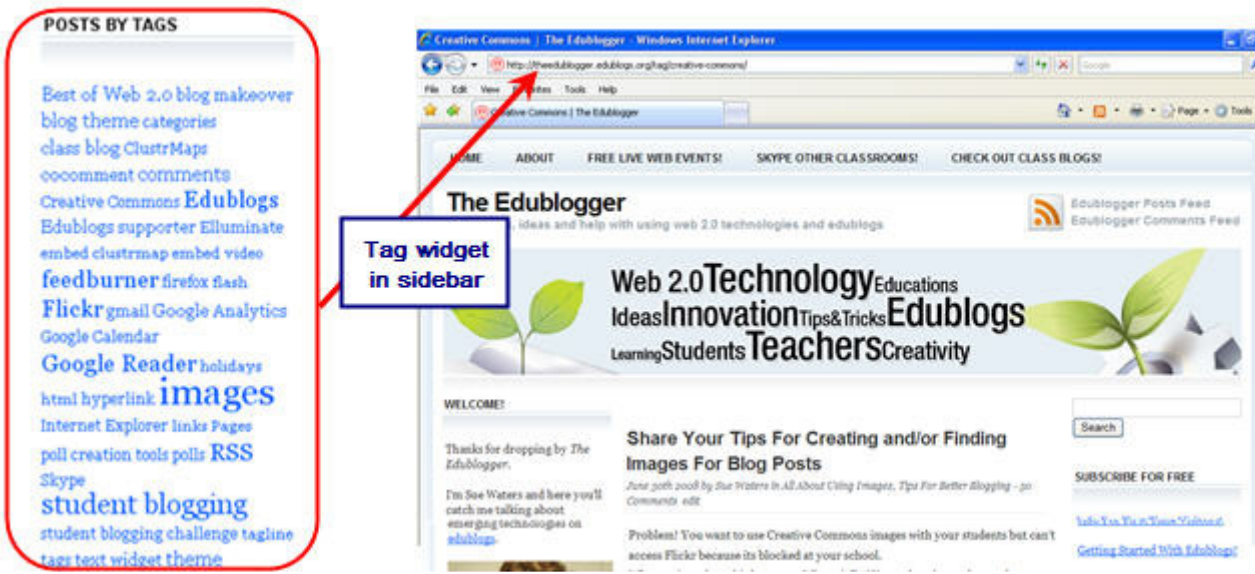 POSTS BY TAGS
Best of Web 2.0 blog makeover
blog theme categories
class blog ClustrMaps
cocomment comments
Creative Commons Edublogs
Edublogs supporter Elluminate
embed clustrmap embed video
feedburner firefox flash
Flickr gmail Google Analytics
Google Calendar
Google Reader holidays
html hyperlink images
Internet Explorer links Pages
poll creation tools polls RSS
Skype
student blogging
student blogging challenge tagline
tags text widget theme
Tag widget
in sidebar
Creative Commons | The Edublogger - Windows Internet Explorer
http://theedublogger.edublogs.org/tag/creative-commons/
Google
File Edit View Favorites Tools Help
Creative Commons | The Edublogger
Page Tools
HOME ABOUT FREE LIVE WEB EVENTS! SKYPE OTHER CLASSROOMS! CHECK OUT CLASS BLOGS!
The Edublogger
ideas and help with using web 2.0 technologies and edublogs
Edublogger Posts Feed
Edublogger Comments Feed
Web 2.0 Technology Educations
Ideas Innovation Tips&Tricks Edublogs
Learning Students Teachers Creativity
WELCOME!
Thanks for dropping by The
Edublogger.
I'm Sue Waters and here you'll
catch me talking about
emerging technologies on
edublogs.
Share Your Tips For Creating and/or Finding
Images For Blog Posts
June 30th 2008 by Sue Waters in All About Using Images, Tips For Better Blogging - 30
Comments edit
Problem! You want to use Creative Commons images with your students but can't
access Flickr because its blocked at your school.
Search
SUBSCRIBE FOR FREE
Getting Started With Edublogs!